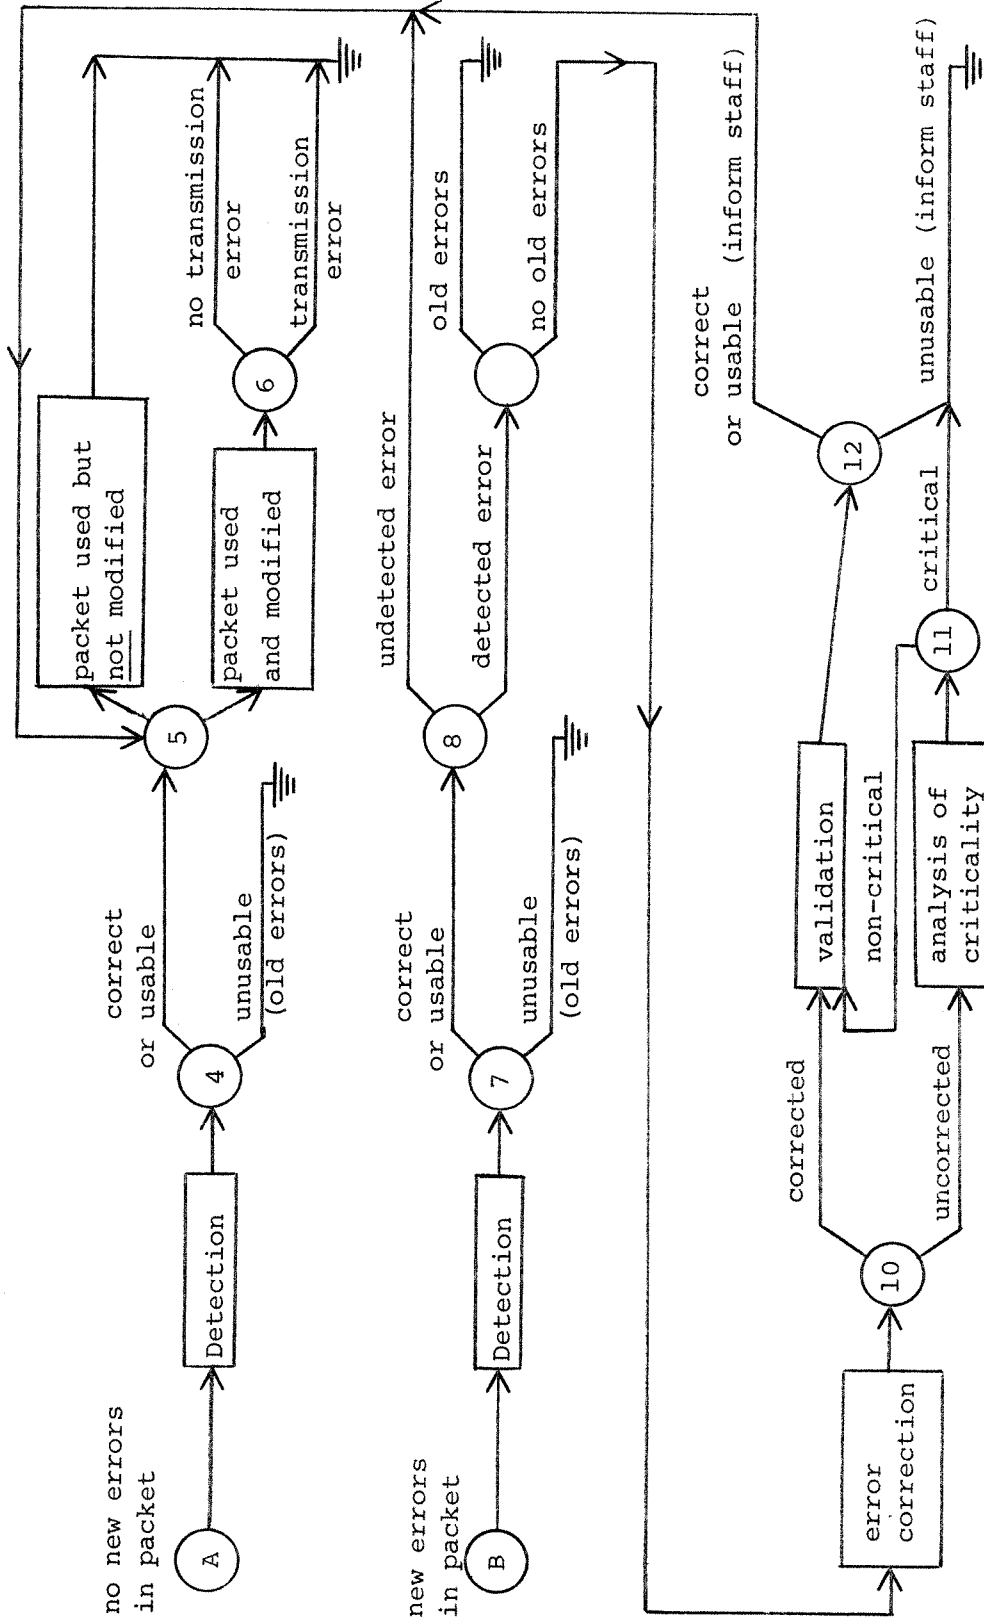 no new errors
in packet
A
Detection
4
correct
or usable
unusable
(old errors)
5
packet used but
not modified
packet used
and modified
6
no transmission
error
transmission
error
new errors
in packet
B
Detection
7
correct
or usable
unusable
(old errors)
8
undetected error
detected error
old errors
no old errors
error
correction
10
corrected
uncorrected
validation
non-critical
analysis of
criticality
11
critical
12
correct
or usable (inform staff)
unusable (inform staff)